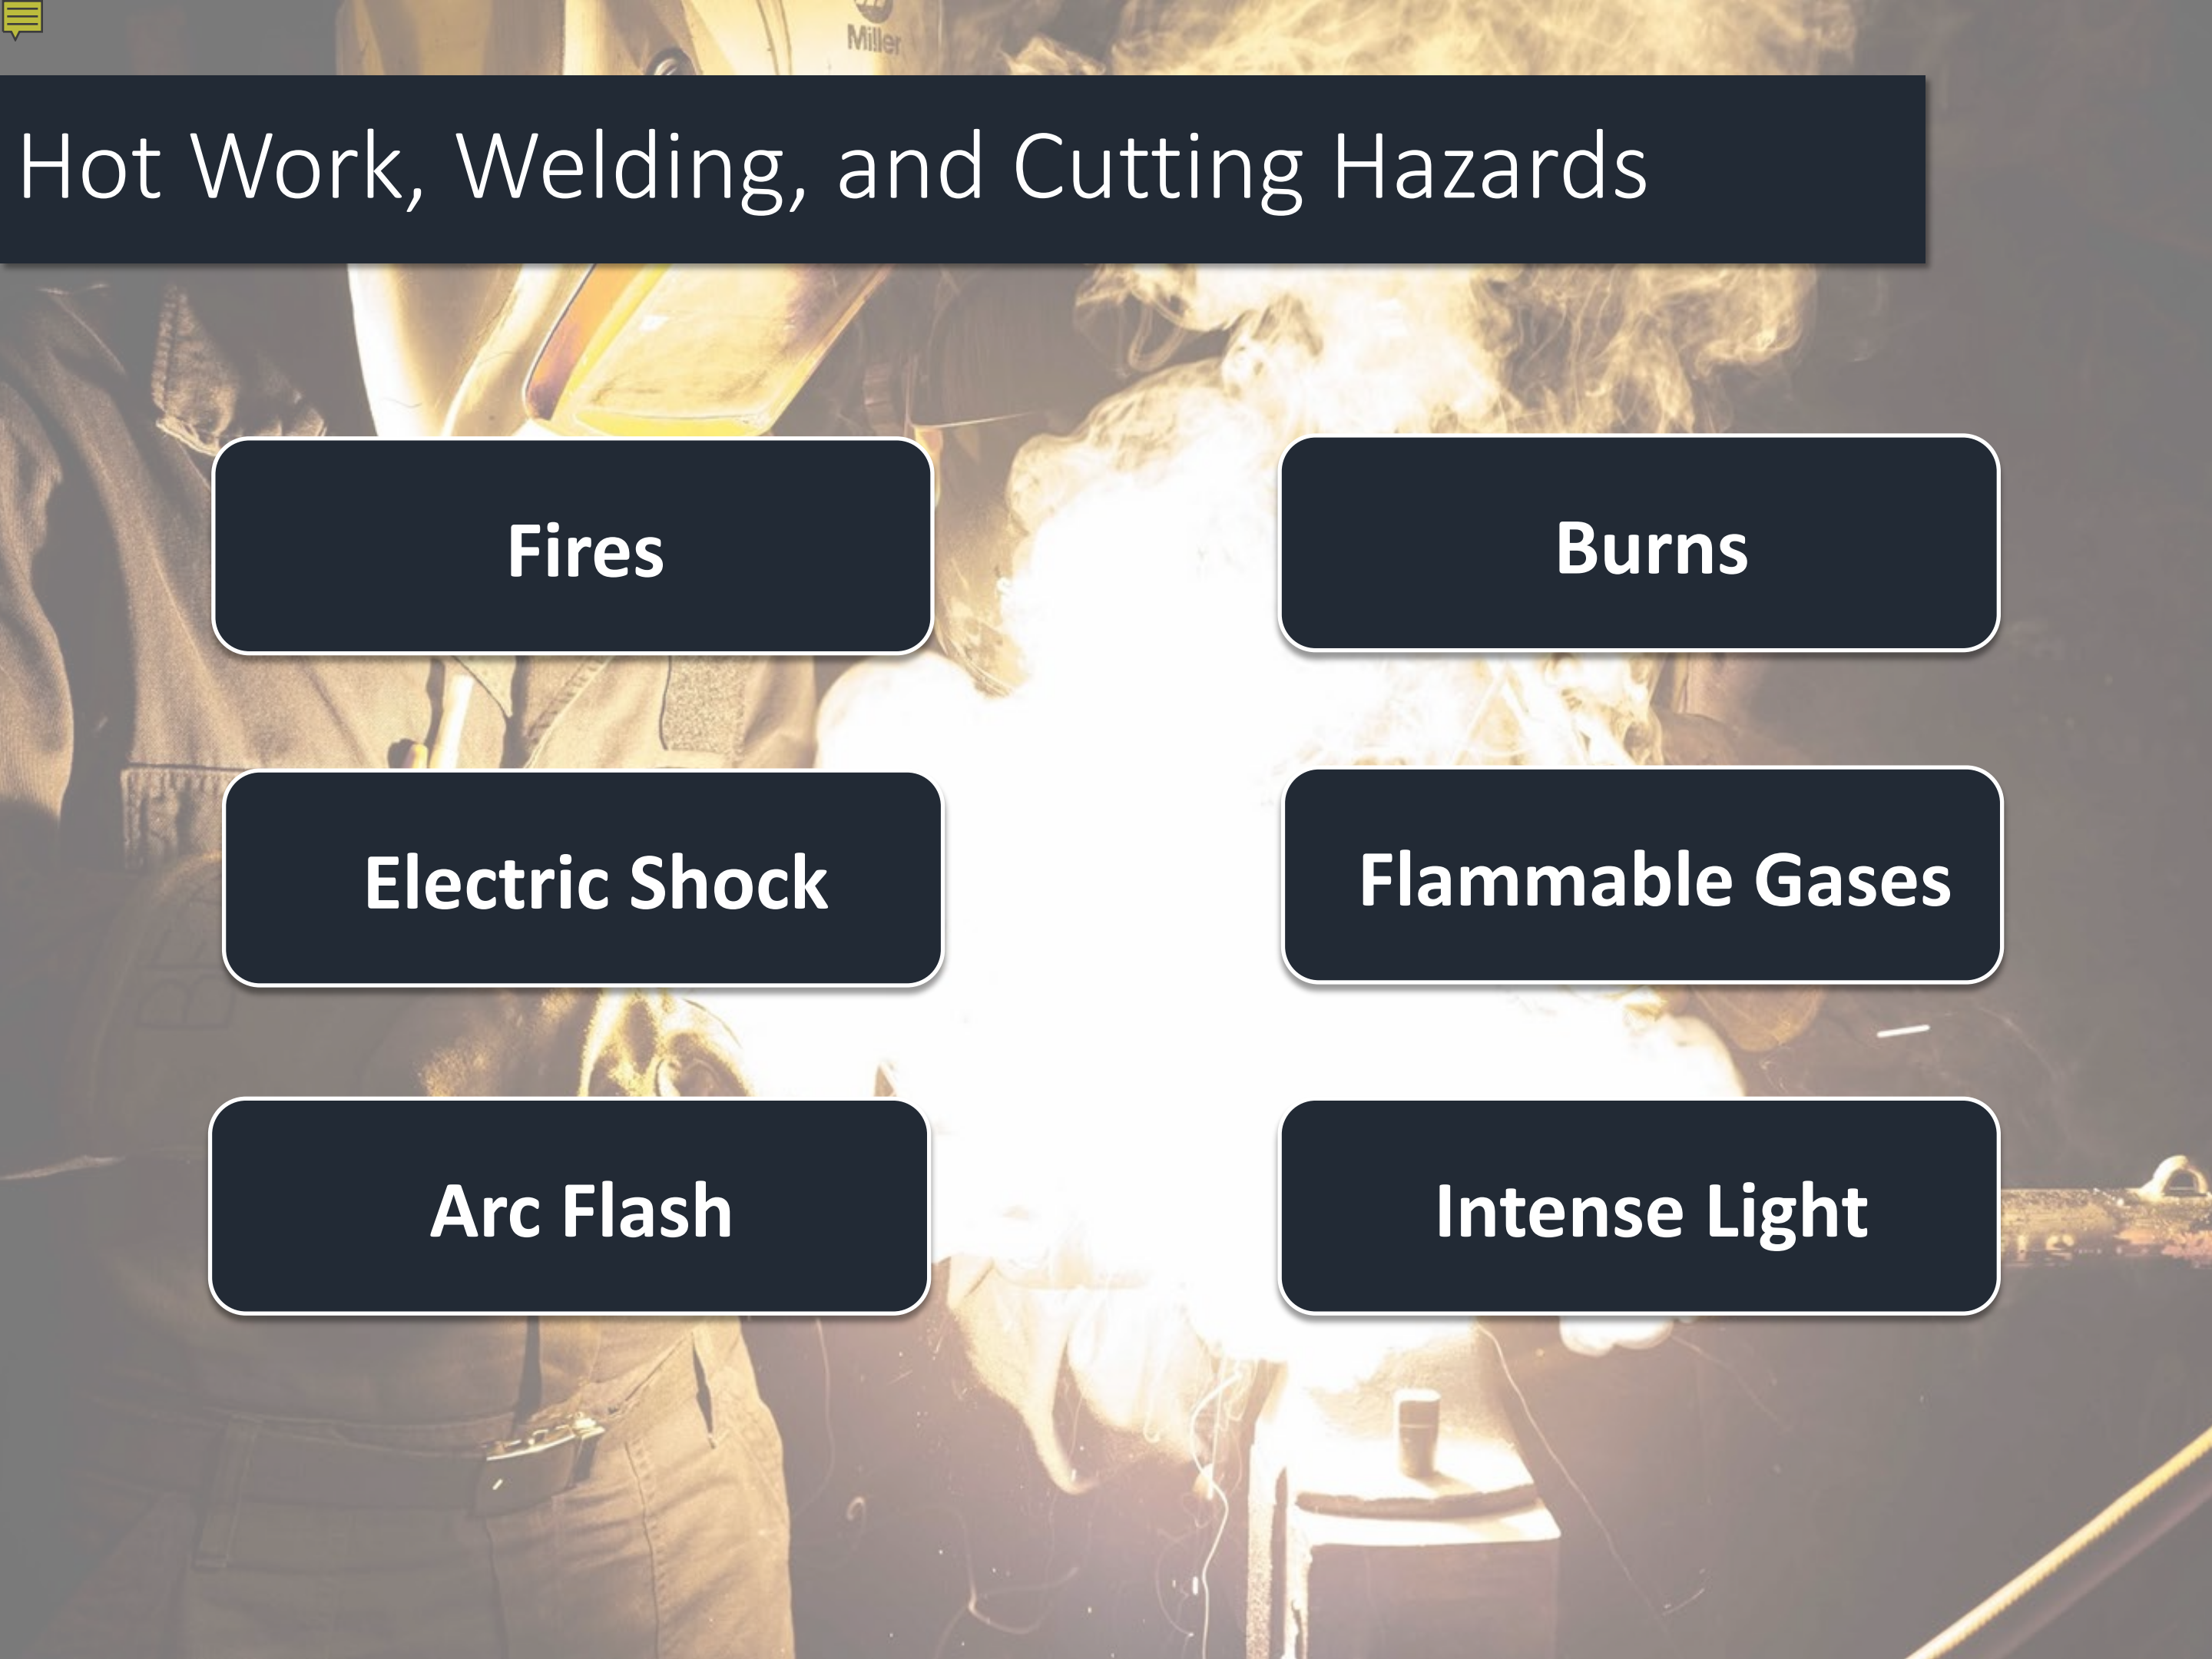 Miller
Hot Work, Welding, and Cutting Hazards
Fires
Burns
Electric Shock
Flammable Gases
Arc Flash
Intense Light